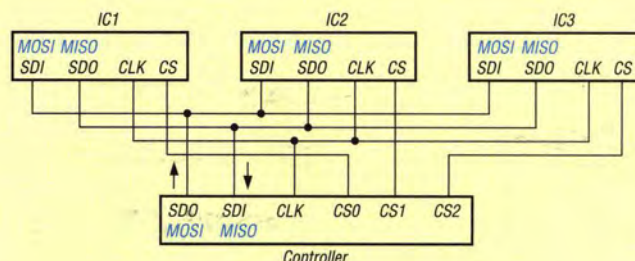 IC1 IC2 IC3
MOSI MISO MOSI MISO MOSI MISO
SDI SDO CLK CS SDI SDO CLK CS SDI SDO CLK CS
SDO SDI CLK CS0 CS1 CS2
MOSI MISO
Controller